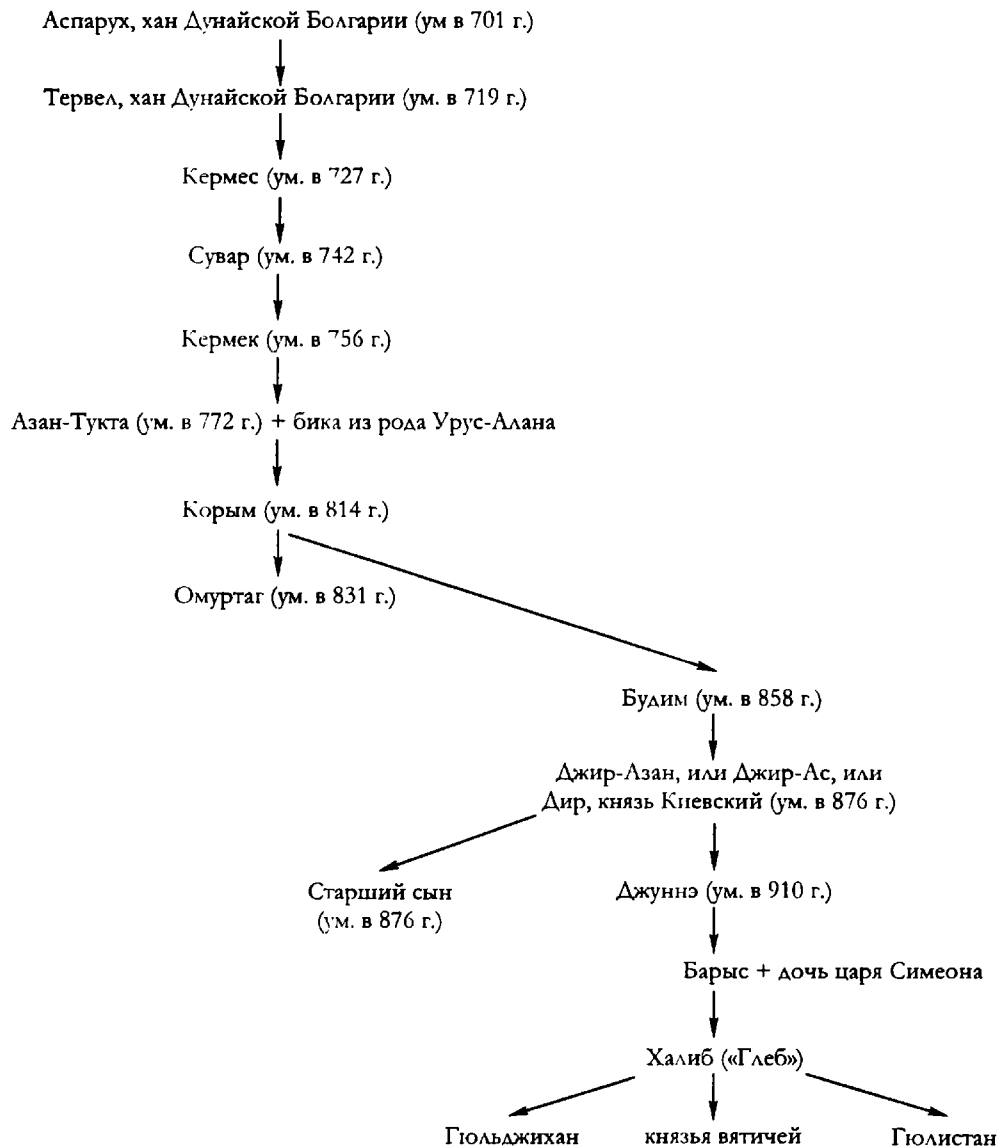 Аспарух, хан Дунайской Болгарии (ум в 701 г.)
Тервел, хан Дунайской Болгарии (ум. в 719 г.)
Кермес (ум. в 727 г.)
Сувар (ум. в 742 г.)
Кермек (ум. в 756 г.)
Азан-Тукта (ум. в 772 г.) + бика из рода Урус-Алана
Корым (ум. в 814 г.)
Омуртаг (ум. в 831 г.)
Будим (ум. в 858 г.)
Джир-Азан, или Джир-Ас, или
Дир, князь Киевский (ум. в 876 г.)
Старший сын
(ум. в 876 г.)
Джуннэ (ум. в 910 г.)
Барыс + дочь царя Симеона
Халиб («Глеб»)
Гюльджихан князья вятичей Гюлистан